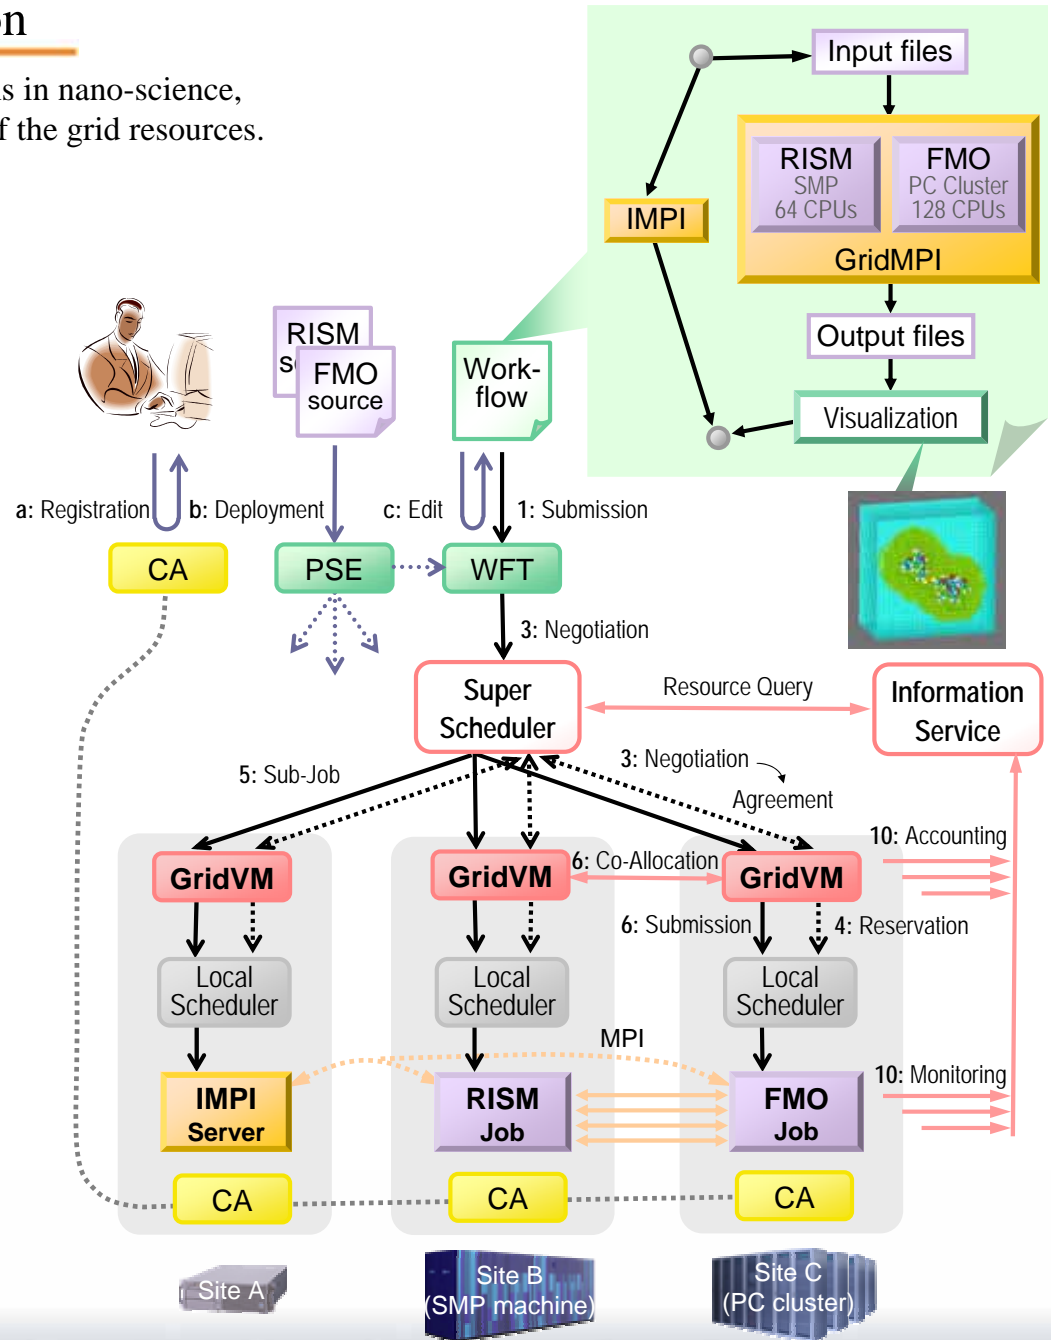 on
s in nano-science,
f the grid resources.
Input files
RISM
SMP
64 CPUs
FMO
PC Cluster
128 CPUs
IMPI
GridMPI
Output files
Visualization
RISM
FMO
source
Work-
flow
a: Registration
b: Deployment
c: Edit
1: Submission
CA
PSE
WFT
3: Negotiation
Super
Scheduler
Resource Query
Information
Service
5: Sub-Job
3: Negotiation
Agreement
10: Accounting
GridVM
GridVM
6: Co-Allocation
GridVM
6: Submission
4: Reservation
Local
Scheduler
Local
Scheduler
Local
Scheduler
MPI
10: Monitoring
IMPI
Server
RISM
Job
FMO
Job
CA
CA
CA
Site A
Site B
(SMP machine)
Site C
(PC cluster)